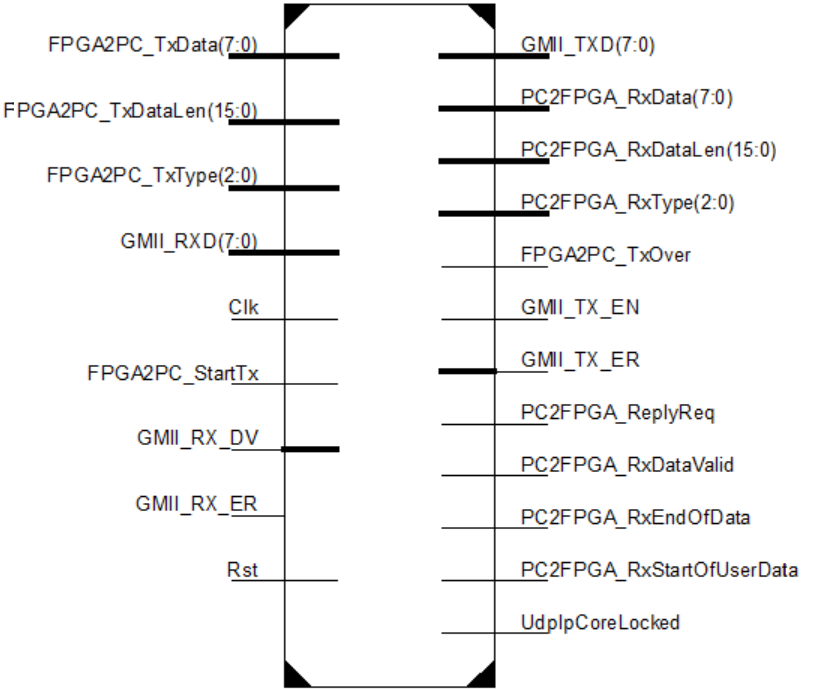 FPGA2PC_TxData(7:0)
FPGA2PC_TxDataLen(15:0)
FPGA2PC_TxType(2:0)
GMII_RXD(7:0)
Clk
FPGA2PC_StartTx
GMII_RX_DV
GMII_RX_ER
Rst
GMII_TXD(7:0)
PC2FPGA_RxData(7:0)
PC2FPGA_RxDataLen(15:0)
PC2FPGA_RxType(2:0)
FPGA2PC_TxOver
GMII_TX_EN
GMII_TX_ER
PC2FPGA_ReplyReq
PC2FPGA_RxDataValid
PC2FPGA_RxEndOfData
PC2FPGA_RxStartOfUserData
UdpIpCoreLocked